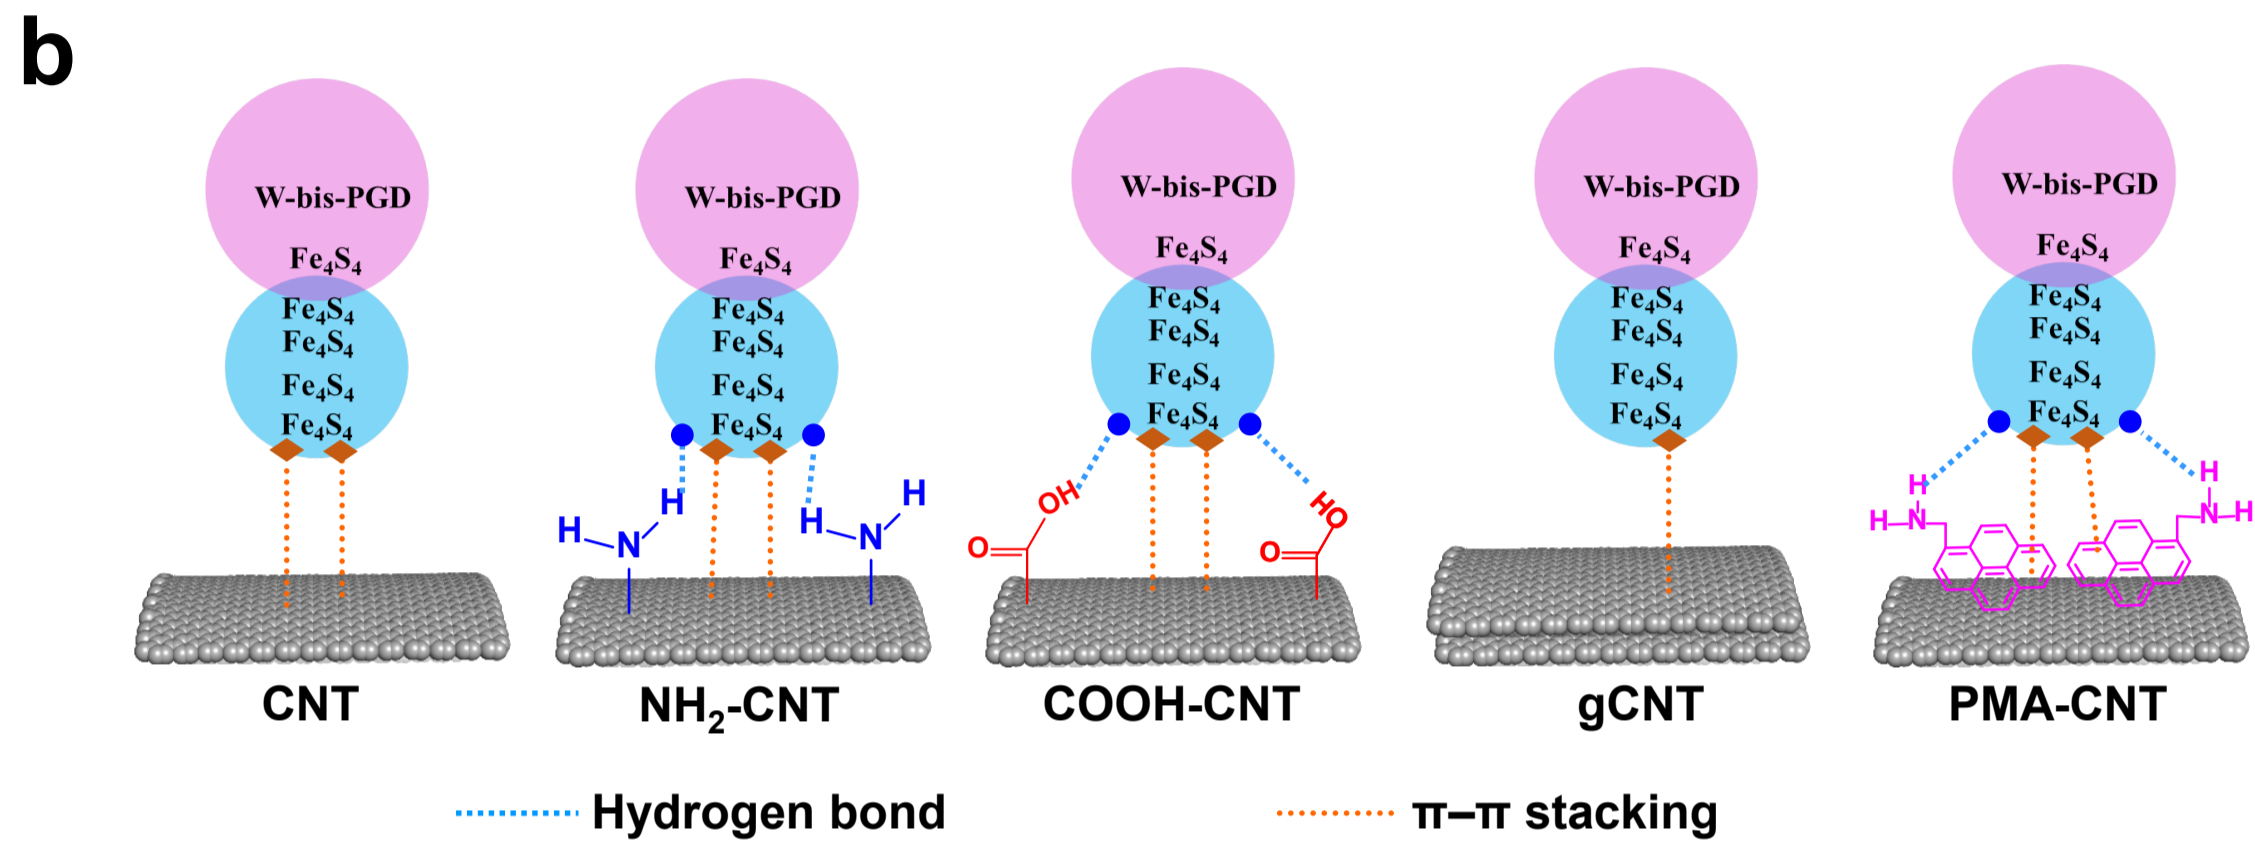 b
W-bis-PGD
Fe₄S₄
Fe₄S₄
Fe₄S₄
Fe₄S₄
Fe₄S₄
CNT
W-bis-PGD
Fe₄S₄
Fe₄S₄
Fe₄S₄
Fe₄S₄
Fe₄S₄
H
H
N
H
N
H
NH₂-CNT
W-bis-PGD
Fe₄S₄
Fe₄S₄
Fe₄S₄
Fe₄S₄
Fe₄S₄
O
OH
O
HO
COOH-CNT
W-bis-PGD
Fe₄S₄
Fe₄S₄
Fe₄S₄
Fe₄S₄
Fe₄S₄
gCNT
W-bis-PGD
Fe₄S₄
Fe₄S₄
Fe₄S₄
Fe₄S₄
Fe₄S₄
H
H
N
H
N
H
PMA-CNT
Hydrogen bond
π–π stacking